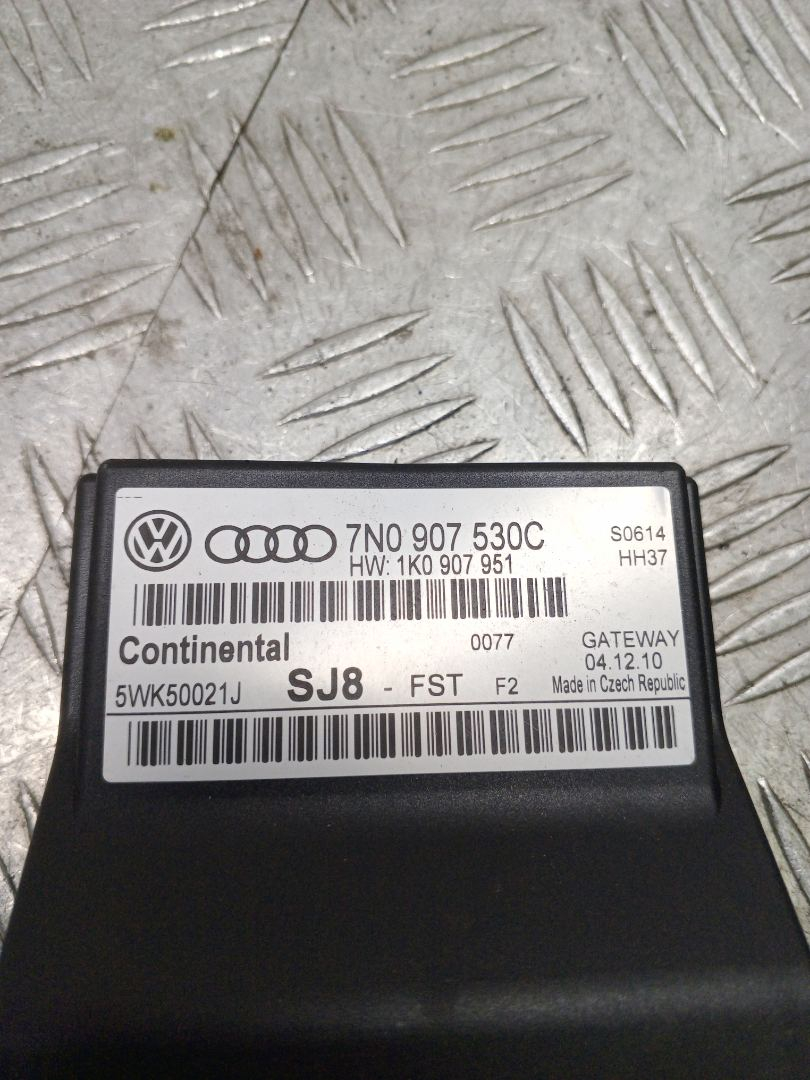 7N0 907 530C S0614
HW: 1K0 907 951 HH37
Continental 0077 GATEWAY
04.12.10
5WK50021J SJ8 - FST F2 Made in Czech Republic